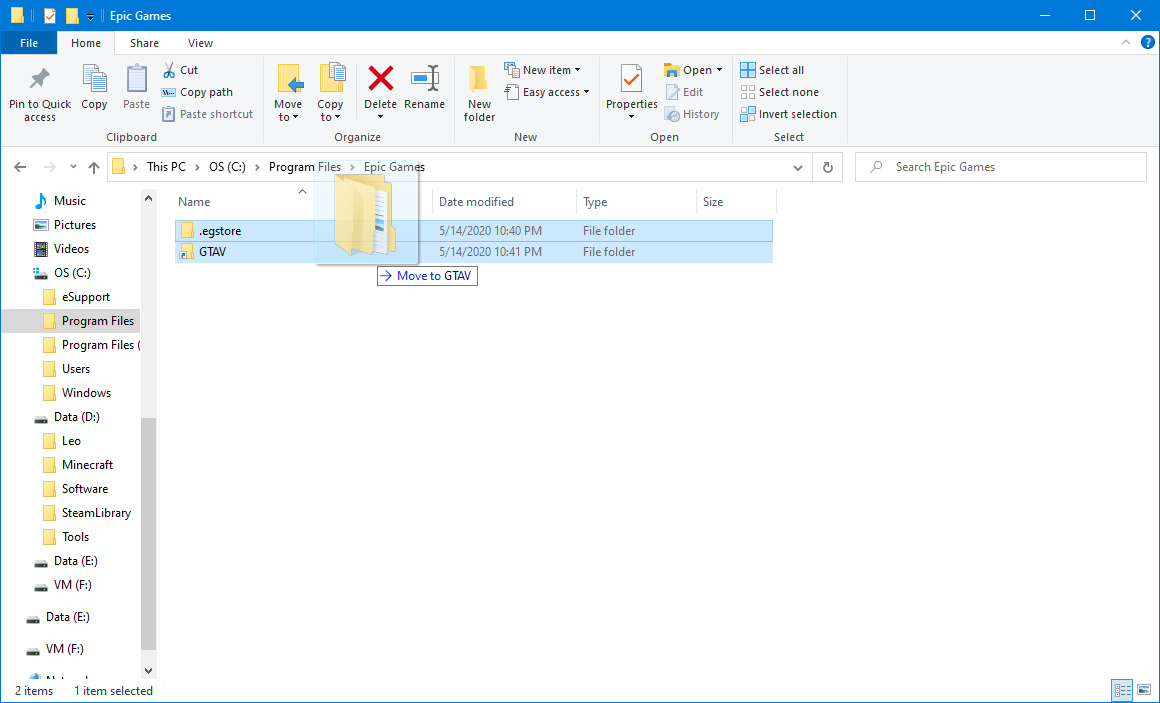 Epic Games
File Home Share View
Pin to Quick access
Copy
Paste
Cut
Copy path
Paste shortcut
Clipboard
Move to
Copy to
Delete
Rename
Organize
New folder
New item
Easy access
New
Properties
Open
Edit
History
Open
Select all
Select none
Invert selection
Select
This PC > OS (C:) > Program Files > Epic Games
Search Epic Games
Music
Pictures
Videos
OS (C:)
eSupport
Program Files
Program Files (
Users
Windows
Data (D:)
Leo
Minecraft
Software
SteamLibrary
Tools
Data (E:)
VM (F:)
Data (E:)
VM (F:)
Name Date modified Type Size
.egstore 5/14/2020 10:40 PM File folder
GTAV 5/14/2020 10:41 PM File folder
Move to GTAV
2 items 1 item selected